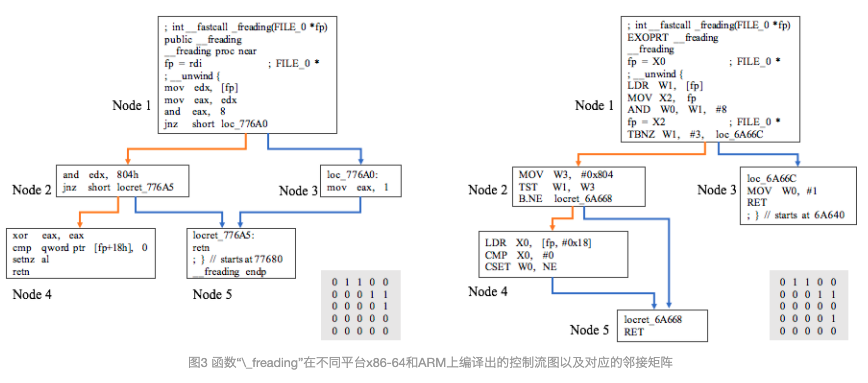 ; int __fastcall _freading(FILE_0 *fp)
public __freading
__freading proc near
fp = rdi ; FILE_0 *
; __unwind {
mov edx, [fp]
mov eax, edx
and eax, 8
jnz short loc_776A0
Node 1
and edx, 804h
jnz short locret_776A5
Node 2
loc_776A0:
mov eax, 1
Node 3
xor eax, eax
cmp qword ptr [fp+18h], 0
setnz al
retn
Node 4
locret_776A5:
retn
; } // starts at 77680
__freading endp
Node 5
0 1 1 0 0
0 0 0 1 1
0 0 0 0 1
0 0 0 0 0
0 0 0 0 0
; int __fastcall _freading(FILE_0 *fp)
EXOPRT __freading
__freading
fp = X0 ; FILE_0 *
; __unwind {
LDR W1, [fp]
MOV X2, fp
AND W0, W1, #8
fp = X2 ; FILE_0 *
TBNZ W1, #3, loc_6A66C
Node 1
MOV W3, #0x804
TST W1, W3
B.NE locret_6A668
Node 2
loc_6A66C
MOV W0, #1
RET
; } // starts at 6A640
Node 3
LDR X0, [fp, #0x18]
CMP X0, #0
CSET W0, NE
Node 4
locret_6A668
RET
Node 5
0 1 1 0 0
0 0 0 1 1
0 0 0 0 0
0 0 0 0 1
0 0 0 0 0
图3 函数“\_freading”在不同平台x86-64和ARM上编译出的控制流图以及对应的邻接矩阵